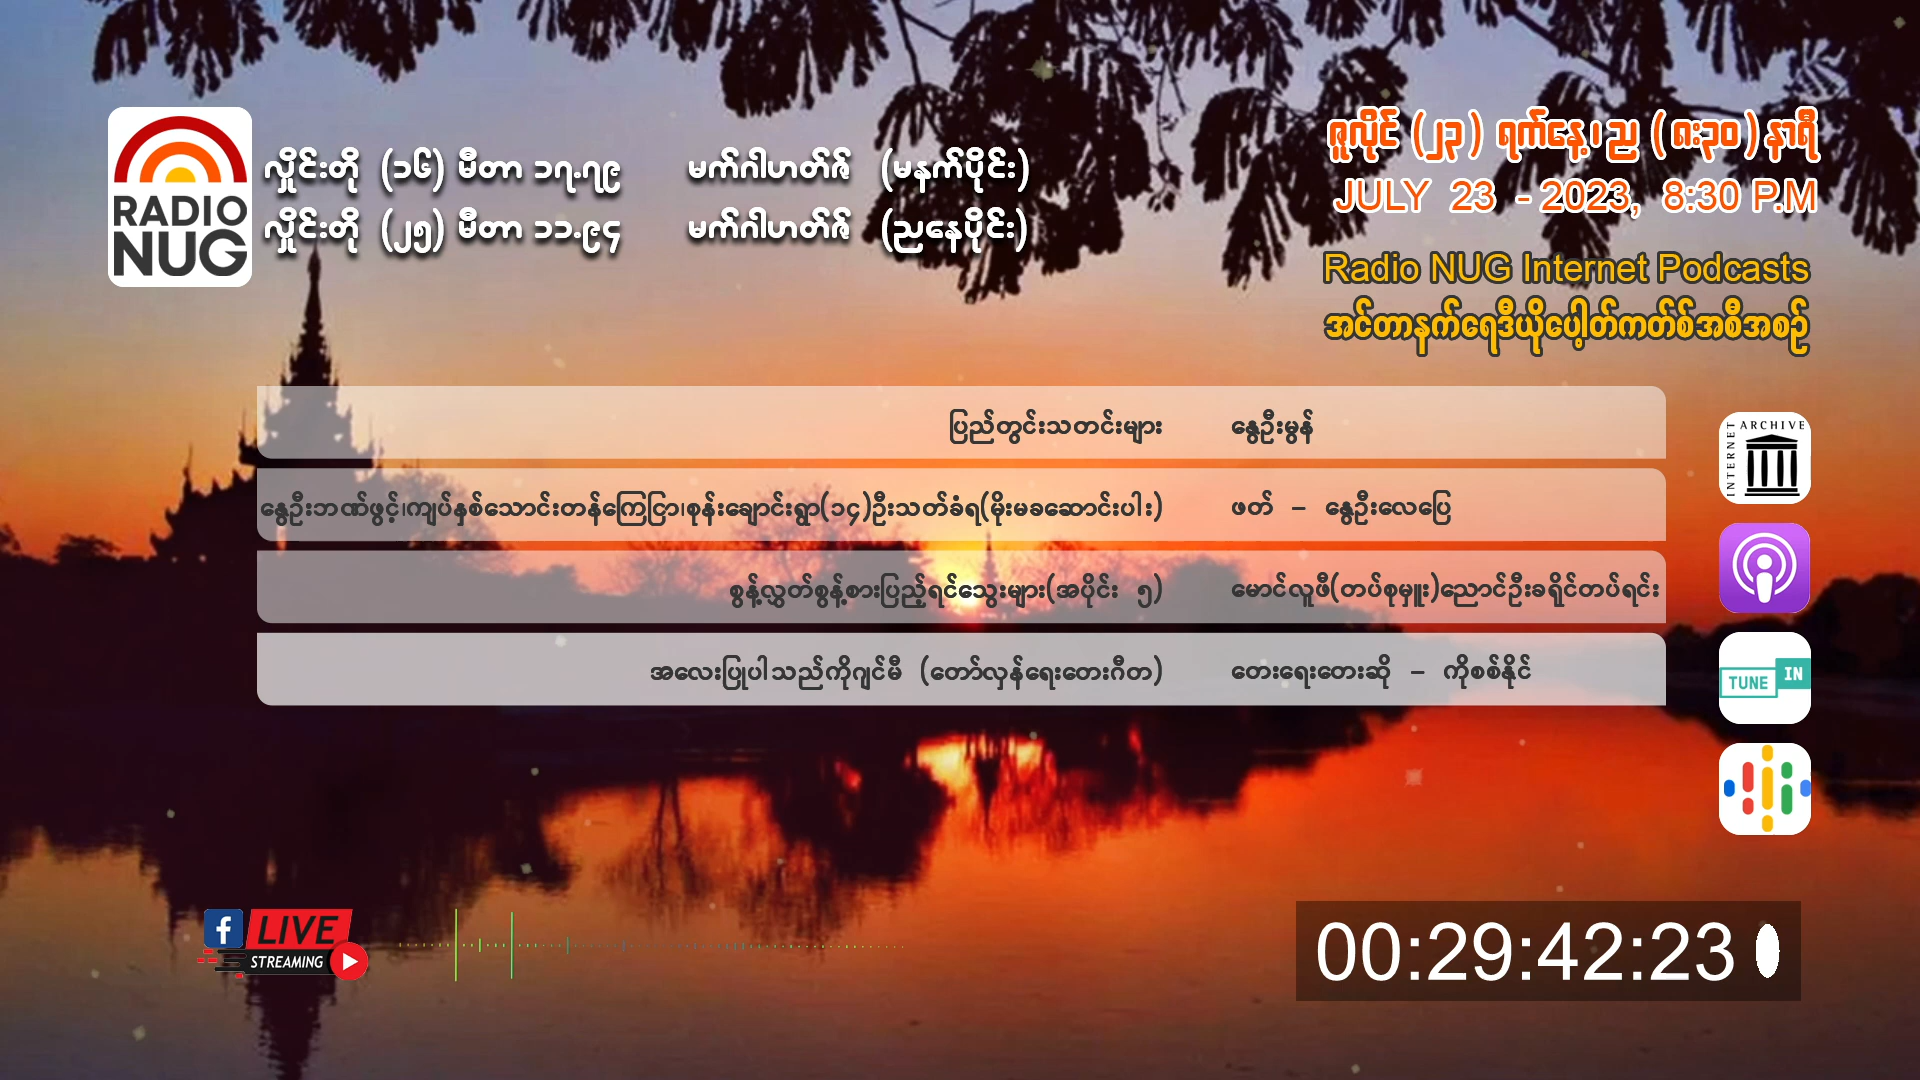 RADIO
NUG
လှိုင်းတို (၁၆) မီတာ ၁၇.၇၉ မက်ဂါဟတ်ဇ် (မနက်ပိုင်း)
လှိုင်းတို (၂၅) မီတာ ၁၁.၉၄ မက်ဂါဟတ်ဇ် (ညနေပိုင်း)
ဇူလိုင် (၂၃) ရက်နေ့၊ည (၈း၃၀) နာရီ
JULY 23 - 2023, 8:30 P.M
Radio NUG Internet Podcasts
အင်တာနက်ရေဒီယိုပေါ့တ်ကတ်စ်အစီအစဉ်
ပြည်တွင်းသတင်းများ နွေဦးမွန်
နွေဦးဘဏ်ဖွင့်၊ကျပ်နှစ်သောင်းတန်ကြေငြာ၊စုန်းချောင်းရွာ(၁၄)ဦးသတ်ခံရ(မိုးမခဆောင်းပါး) ဖတ် – နွေဦးလေပြေ
စွန့်လွှတ်စွန့်စားပြည့်ရင်သွေးများ(အပိုင်း ၅) မောင်လူဖီ(တပ်စုမှူး)ညောင်ဦးခရိုင်တပ်ရင်း
အလေးပြုပါသည်ကိုဂျင်မီ (တော်လှန်ရေးတေးဂီတ) တေးရေးတေးဆို – ကိုစစ်နိုင်
INTERNET ARCHIVE
TUNE IN
f LIVE
STREAMING
00:29:42:23